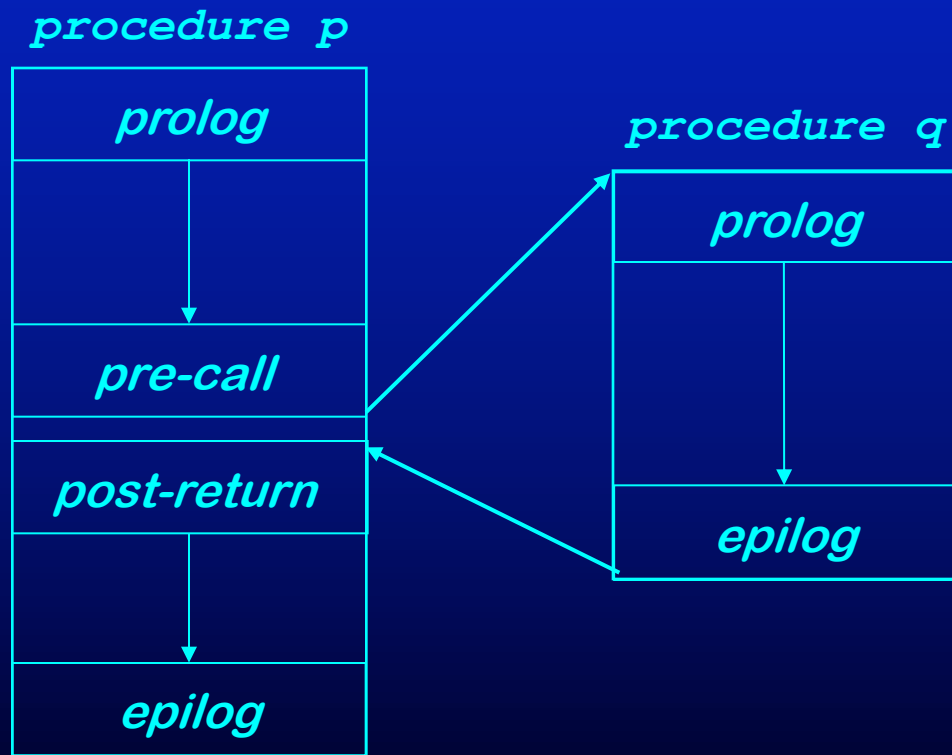 procedure p
prolog
pre-call
post-return
epilog
procedure q
prolog
epilog